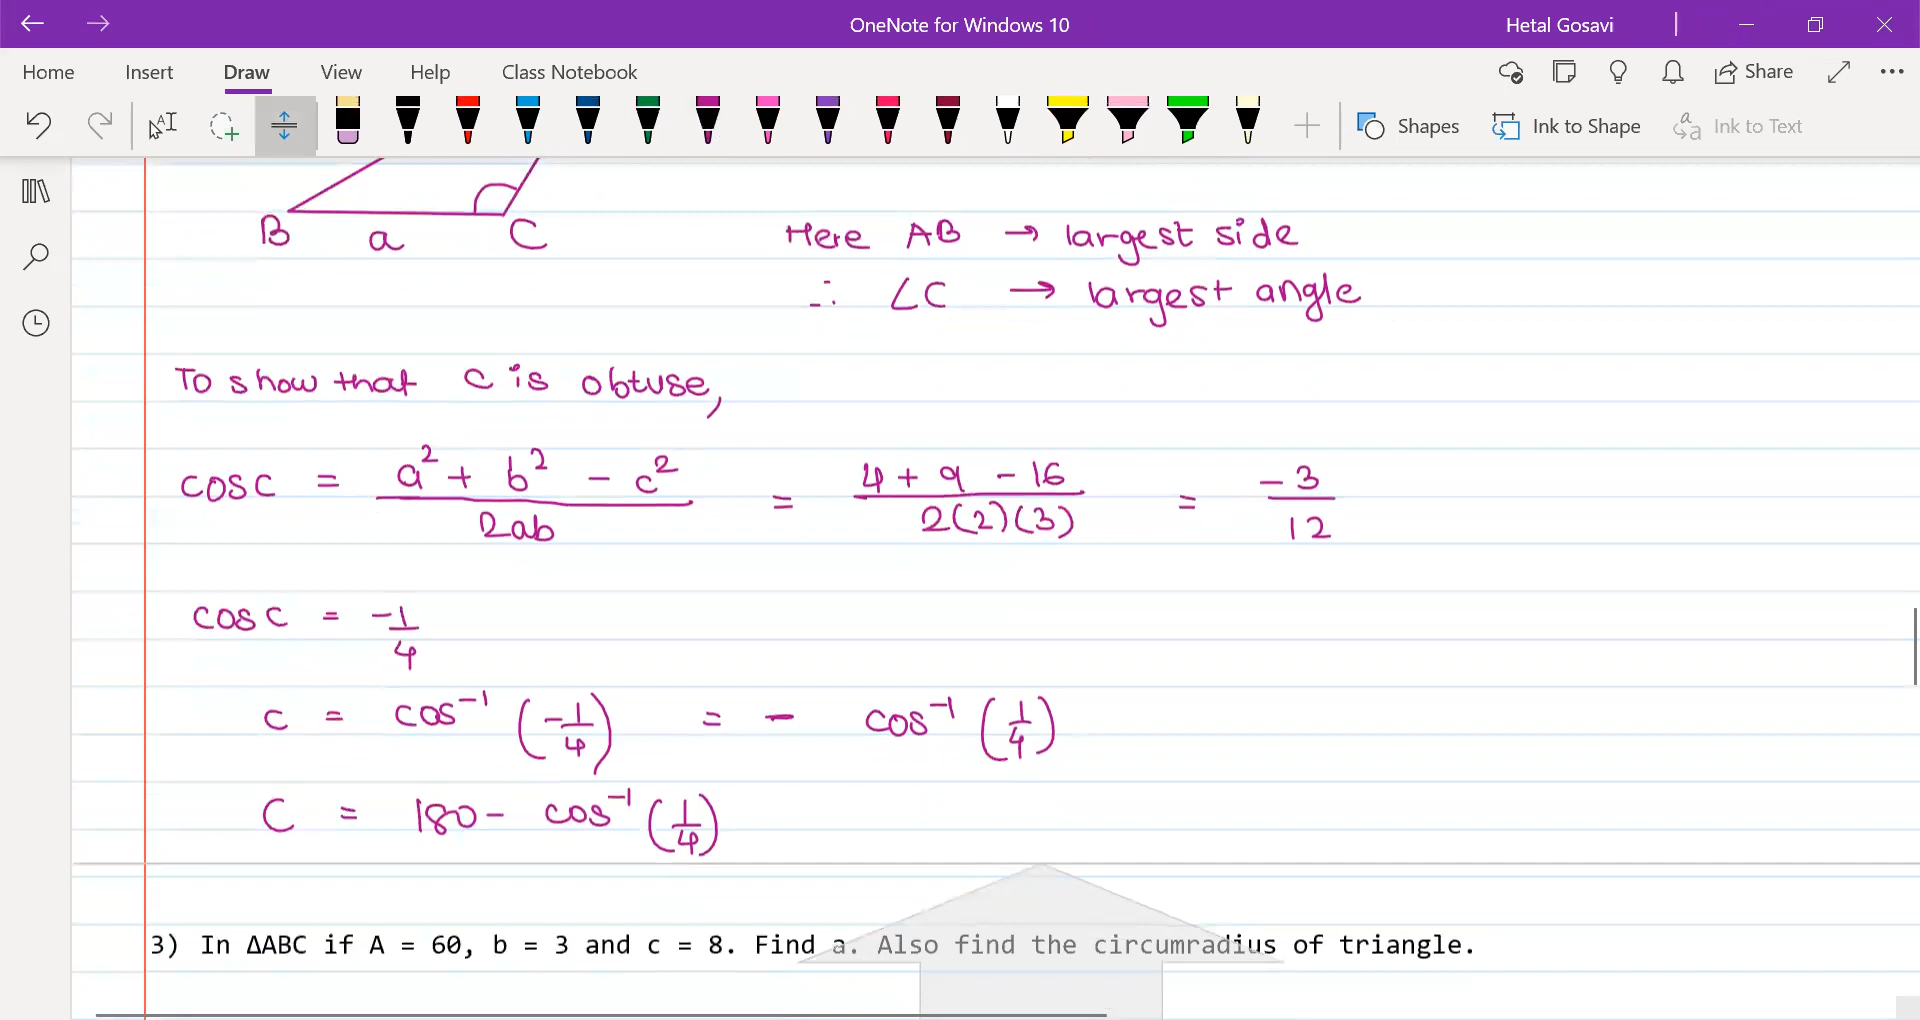 OneNote for Windows 10
Hetal Gosavi
Home Insert Draw View Help Class Notebook Share
Shapes Ink to Shape Ink to Text
B a C
Here AB → largest side
∴ ∠C → largest angle
To show that C is obtuse,
cosC = (a² + b² - c²)/2ab = (4 + 9 - 16)/2(2)(3) = -3/12
cosC = -1/4
C = cos⁻¹(-1/4) = - cos⁻¹(1/4)
C = 180 - cos⁻¹(1/4)
3) In ΔABC if A = 60, b = 3 and c = 8. Find a. Also find the circumradius of triangle.